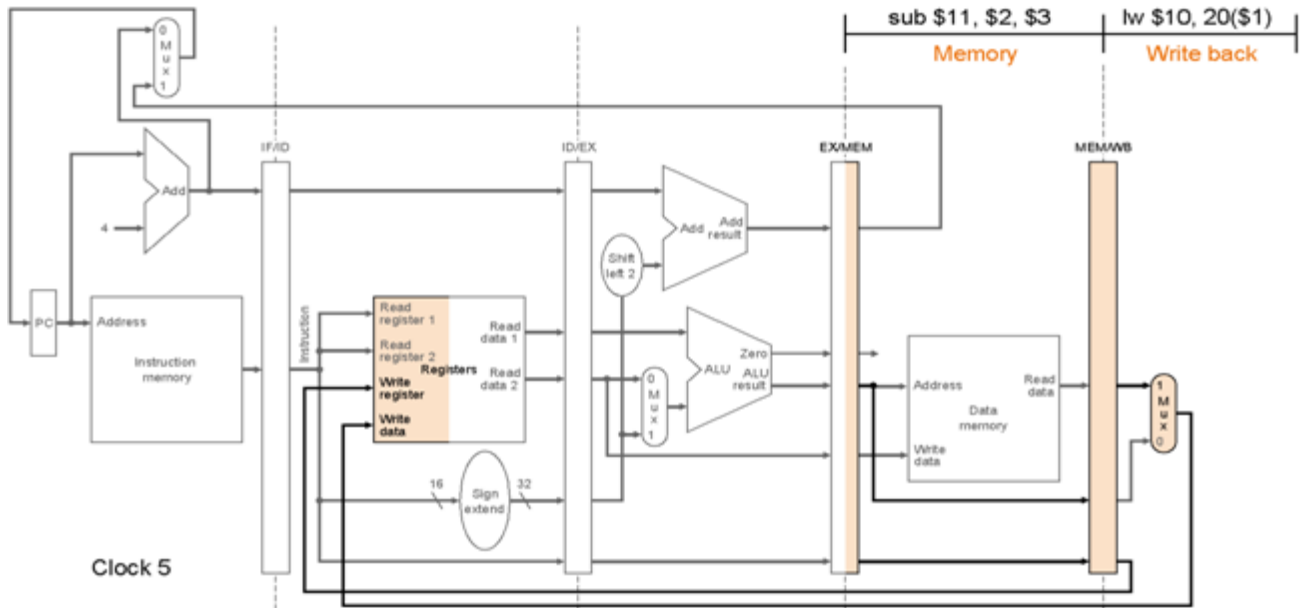 sub $11, $2, $3
lw $10, 20($1)
Memory
Write back
0
M
u
x
1
IF/ID
ID/EX
EX/MEM
MEM/WB
Add
4
Add
Add
result
Shift
left 2
PC
Address
Instruction
memory
Instruction
Read
register 1
Read
register 2
Write
register
Write
data
Registers
Read
data 1
Read
data 2
0
M
u
x
1
Zero
ALU
ALU
result
Address
Read
data
Data
memory
Write
data
1
M
u
x
0
16
Sign
extend
32
Clock 5